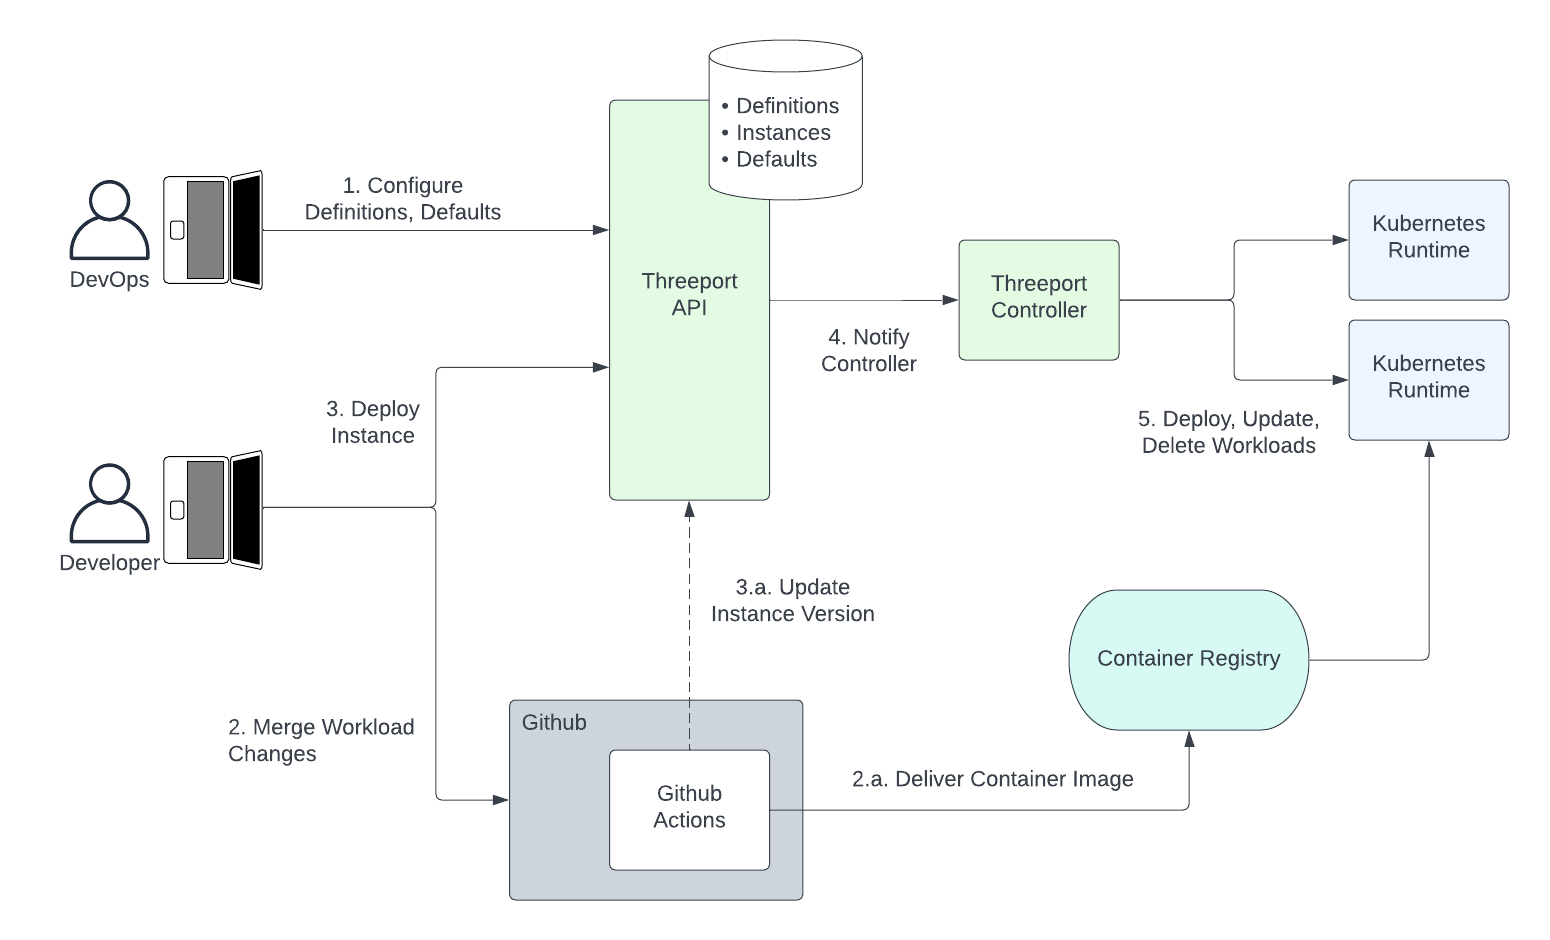 • Definitions
• Instances
• Defaults
1. Configure
Definitions, Defaults
DevOps
Threeport
API
Threeport
Controller
Kubernetes
Runtime
4. Notify
Controller
Kubernetes
Runtime
3. Deploy
Instance
5. Deploy, Update,
Delete Workloads
Developer
3.a. Update
Instance Version
Container Registry
2. Merge Workload
Changes
Github
Github
Actions
2.a. Deliver Container Image